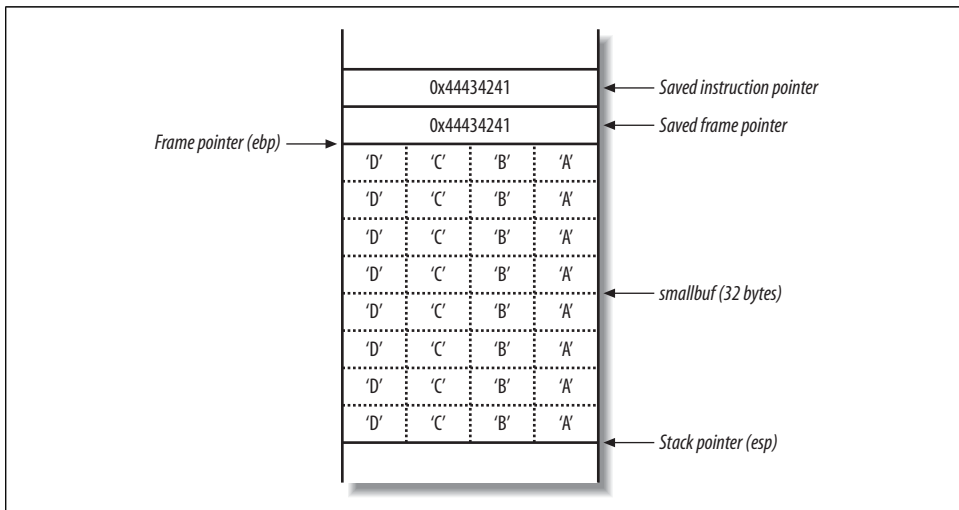 0x44434241
Saved instruction pointer
0x44434241
Saved frame pointer
Frame pointer (ebp)
‘D’ ‘C’ ‘B’ ‘A’
‘D’ ‘C’ ‘B’ ‘A’
‘D’ ‘C’ ‘B’ ‘A’
‘D’ ‘C’ ‘B’ ‘A’
smallbuf (32 bytes)
‘D’ ‘C’ ‘B’ ‘A’
‘D’ ‘C’ ‘B’ ‘A’
‘D’ ‘C’ ‘B’ ‘A’
‘D’ ‘C’ ‘B’ ‘A’
Stack pointer (esp)